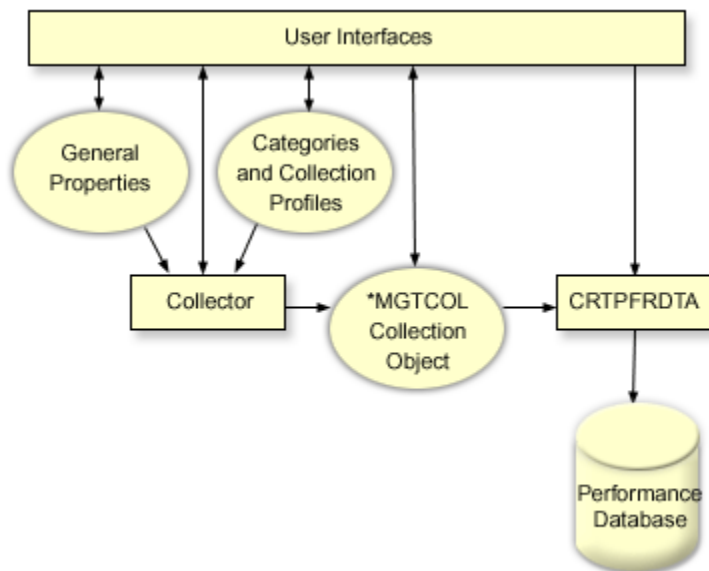 User Interfaces
General
Properties
Categories
and Collection
Profiles
Collector
*MGTCOL
Collection
Object
CRTPFRDTA
Performance
Database